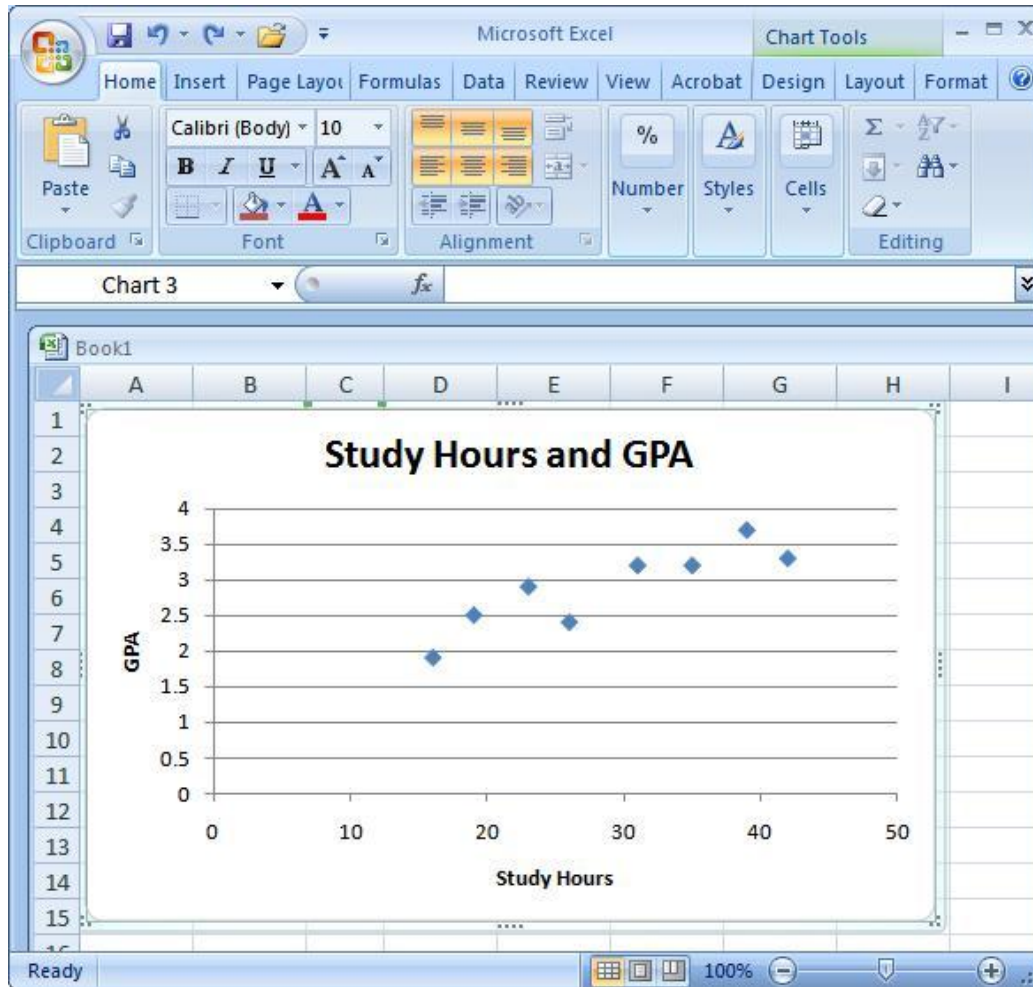 Microsoft Excel
Chart Tools
Home Insert Page Layou Formulas Data Review View Acrobat Design Layout Format
Calibri (Body) 10
B I U A A
A
Paste
%
Number Styles Cells
Σ
Clipboard Font Alignment Editing
Chart 3 fx
Book1
A B C D E F G H I
1
2
3
4
5
6
7
8
9
10
11
12
13
14
15
Study Hours and GPA
4
3.5
3
2.5
2
1.5
1
0.5
0
GPA
0 10 20 30 40 50
Study Hours
Ready 100%